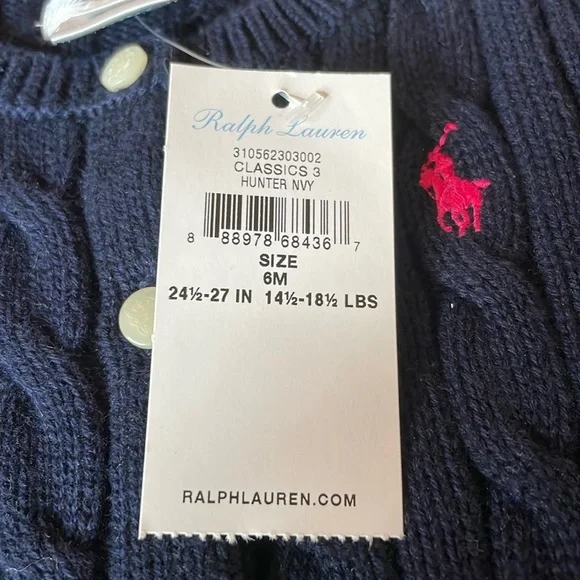 Ralph Lauren
310562303002
CLASSICS 3
HUNTER NVY
8 88978 68436 7
SIZE
6M
24½-27 IN 14½-18½ LBS
RALPHLAUREN.COM